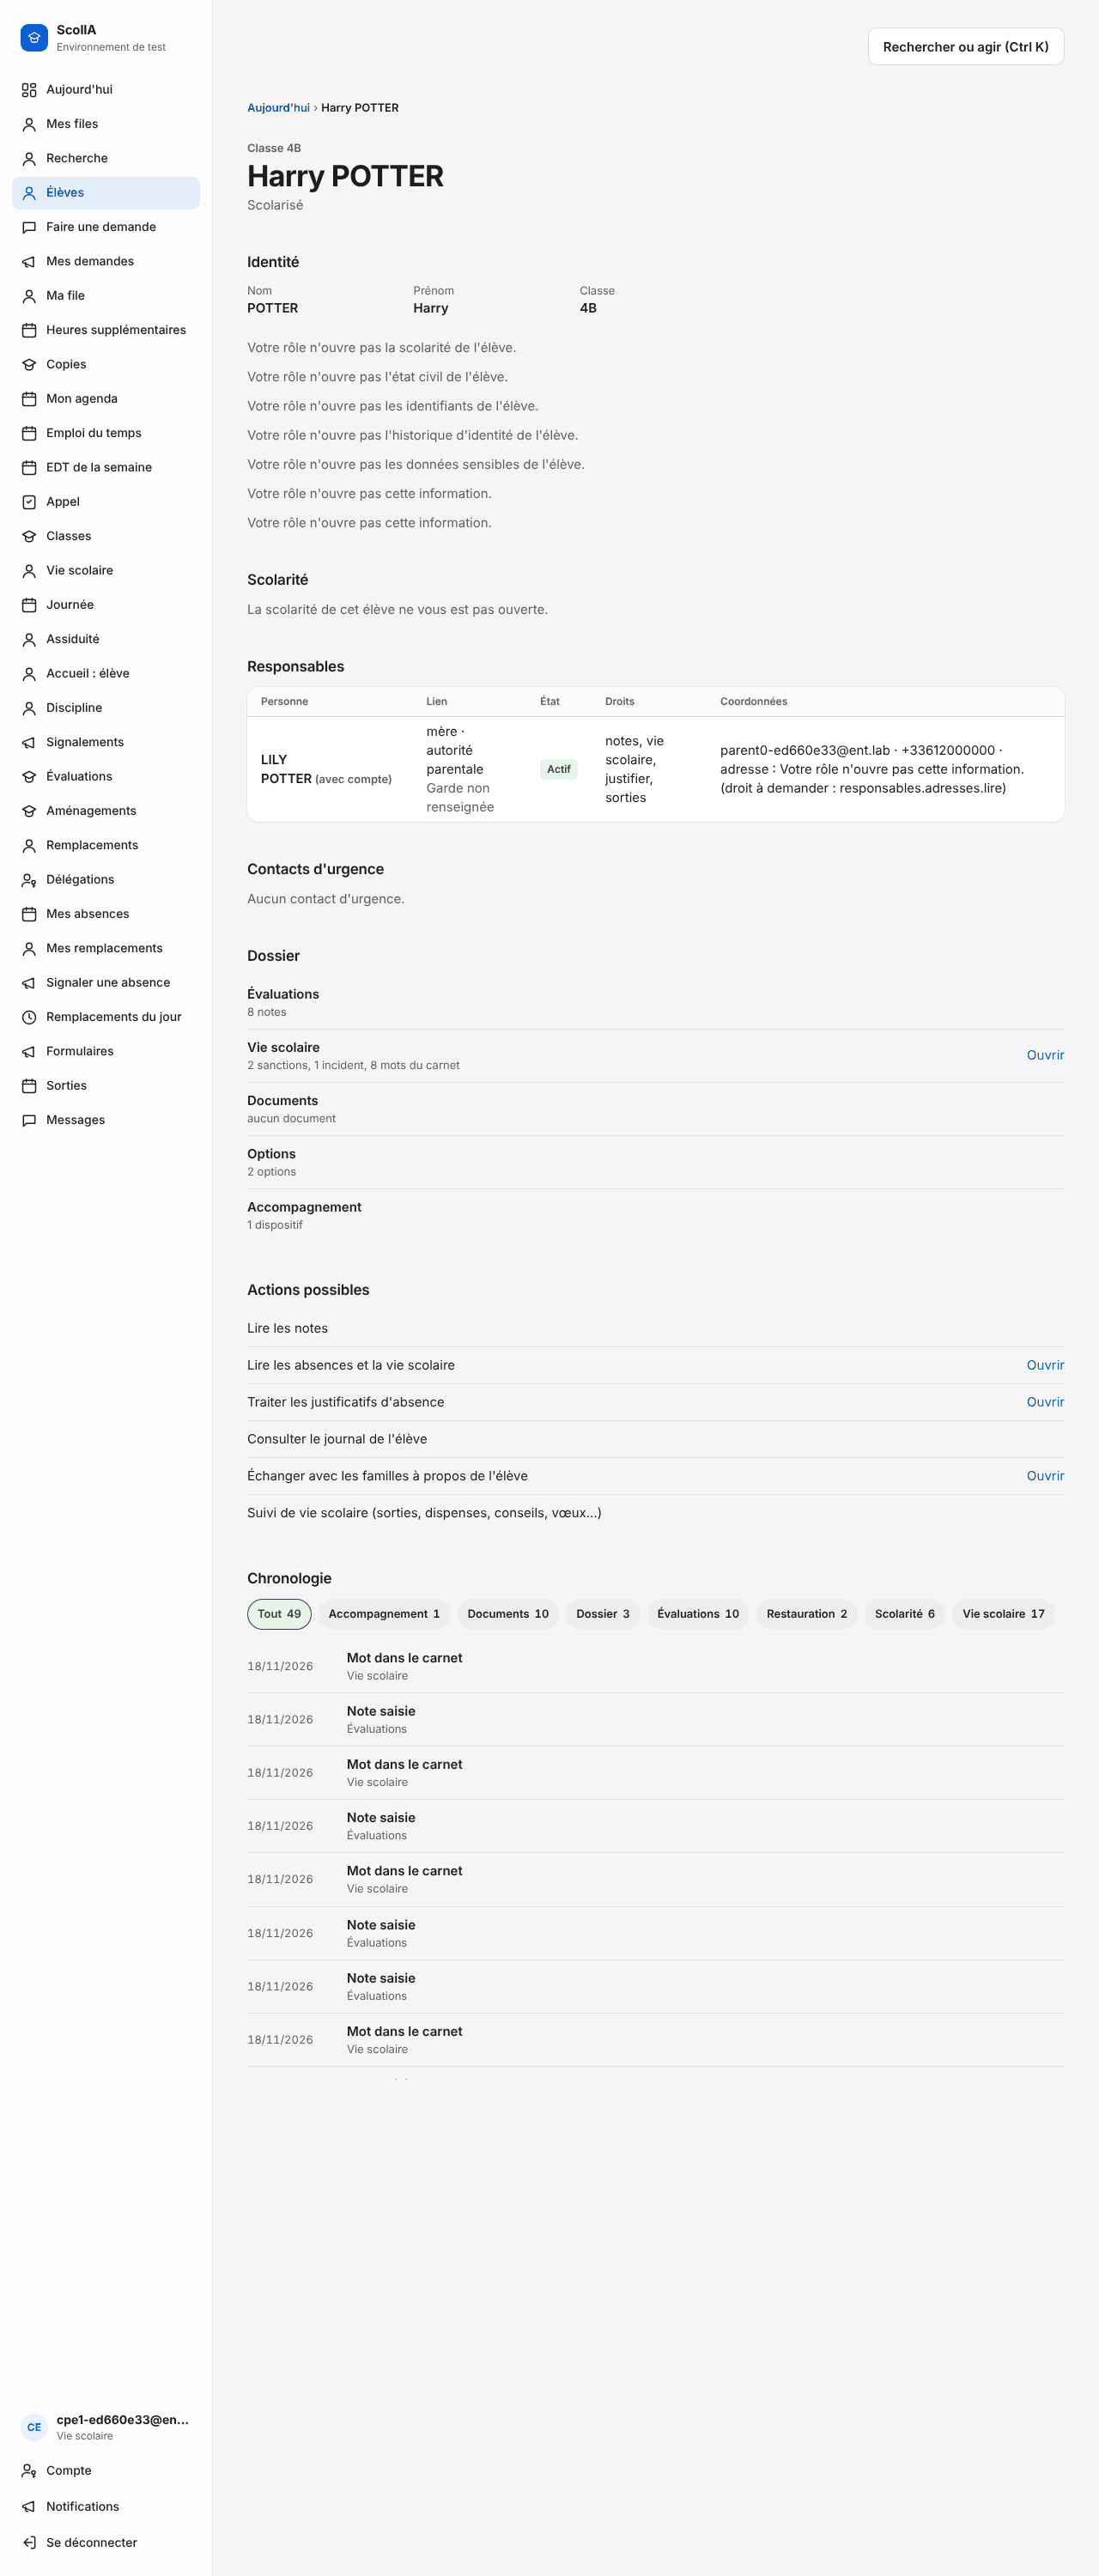 ScolIA
Environnement de test
Aujourd'hui
Mes files
Recherche
Élèves
Faire une demande
Mes demandes
Ma file
Heures supplémentaires
Copies
Mon agenda
Emploi du temps
EDT de la semaine
Appel
Classes
Vie scolaire
Journée
Assiduité
Accueil : élève
Discipline
Signalements
Évaluations
Aménagements
Remplacements
Délégations
Mes absences
Mes remplacements
Signaler une absence
Remplacements du jour
Formulaires
Sorties
Messages
CE
cpe1-ed660e33@en...
Vie scolaire
Compte
Notifications
Se déconnecter
Rechercher ou agir (Ctrl K)
Aujourd'hui › Harry POTTER
Classe 4B
Harry POTTER
Scolarisé
Identité
Nom Prénom Classe
POTTER Harry 4B
Votre rôle n'ouvre pas la scolarité de l'élève.
Votre rôle n'ouvre pas l'état civil de l'élève.
Votre rôle n'ouvre pas les identifiants de l'élève.
Votre rôle n'ouvre pas l'historique d'identité de l'élève.
Votre rôle n'ouvre pas les données sensibles de l'élève.
Votre rôle n'ouvre pas cette information.
Votre rôle n'ouvre pas cette information.
Scolarité
La scolarité de cet élève ne vous est pas ouverte.
Responsables
Personne Lien État Droits Coordonnées
LILY
POTTER (avec compte)
mère ·
autorité
parentale
Garde non
renseignée
Actif
notes, vie
scolaire,
justifier,
sorties
parent0-ed660e33@ent.lab · +33612000000 ·
adresse : Votre rôle n'ouvre pas cette information.
(droit à demander : responsables.adresses.lire)
Contacts d'urgence
Aucun contact d'urgence.
Dossier
Évaluations
8 notes
Vie scolaire
2 sanctions, 1 incident, 8 mots du carnet
Ouvrir
Documents
aucun document
Options
2 options
Accompagnement
1 dispositif
Actions possibles
Lire les notes
Lire les absences et la vie scolaire Ouvrir
Traiter les justificatifs d'absence Ouvrir
Consulter le journal de l'élève
Échanger avec les familles à propos de l'élève Ouvrir
Suivi de vie scolaire (sorties, dispenses, conseils, vœux…)
Chronologie
Tout 49 Accompagnement 1 Documents 10 Dossier 3 Évaluations 10 Restauration 2 Scolarité 6 Vie scolaire 17
18/11/2026 Mot dans le carnet
Vie scolaire
18/11/2026 Note saisie
Évaluations
18/11/2026 Mot dans le carnet
Vie scolaire
18/11/2026 Note saisie
Évaluations
18/11/2026 Mot dans le carnet
Vie scolaire
18/11/2026 Note saisie
Évaluations
18/11/2026 Note saisie
Évaluations
18/11/2026 Mot dans le carnet
Vie scolaire